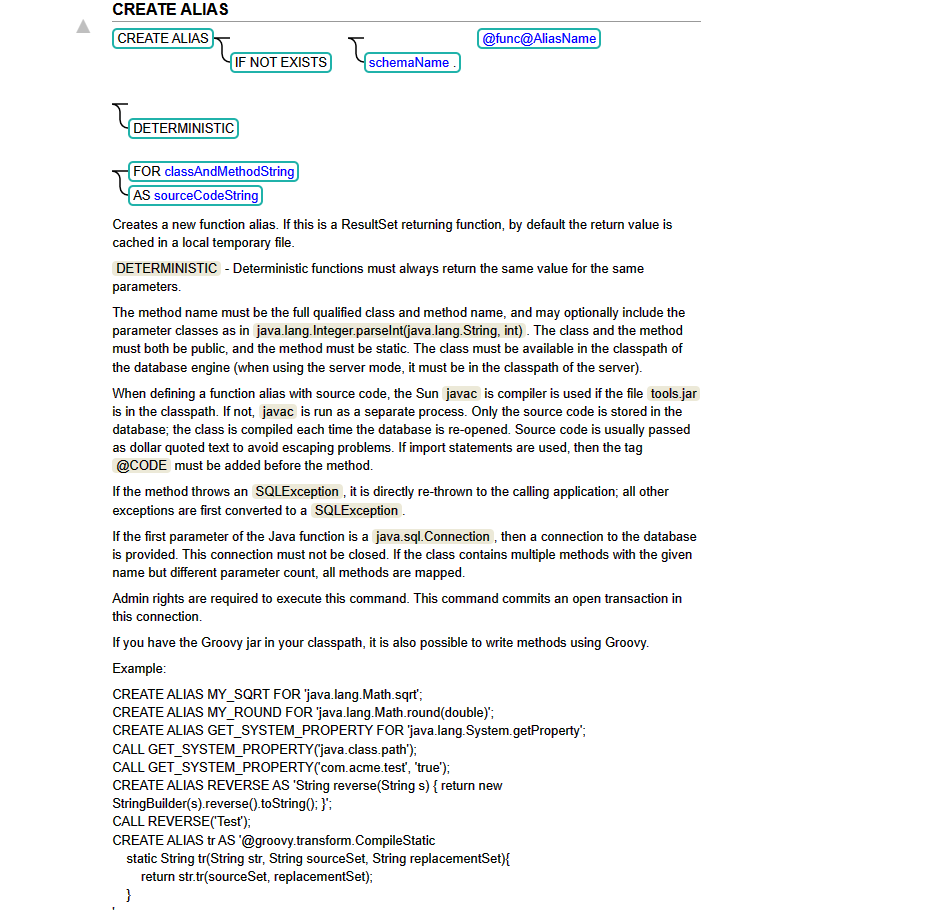 CREATE ALIAS
CREATE ALIAS @func@AliasName
IF NOT EXISTS schemaName .
DETERMINISTIC
FOR classAndMethodString
AS sourceCodeString
Creates a new function alias. If this is a ResultSet returning function, by default the return value is
cached in a local temporary file.
DETERMINISTIC - Deterministic functions must always return the same value for the same
parameters.
The method name must be the full qualified class and method name, and may optionally include the
parameter classes as in java.lang.Integer.parseInt(java.lang.String, int). The class and the method
must both be public, and the method must be static. The class must be available in the classpath of
the database engine (when using the server mode, it must be in the classpath of the server).
When defining a function alias with source code, the Sun javac is compiler is used if the file tools.jar
is in the classpath. If not, javac is run as a separate process. Only the source code is stored in the
database; the class is compiled each time the database is re-opened. Source code is usually passed
as dollar quoted text to avoid escaping problems. If import statements are used, then the tag
@CODE must be added before the method.
If the method throws an SQLException, it is directly re-thrown to the calling application; all other
exceptions are first converted to a SQLException.
If the first parameter of the Java function is a java.sql.Connection, then a connection to the database
is provided. This connection must not be closed. If the class contains multiple methods with the given
name but different parameter count, all methods are mapped.
Admin rights are required to execute this command. This command commits an open transaction in
this connection.
If you have the Groovy jar in your classpath, it is also possible to write methods using Groovy.
Example:
CREATE ALIAS MY_SQRT FOR 'java.lang.Math.sqrt';
CREATE ALIAS MY_ROUND FOR 'java.lang.Math.round(double)';
CREATE ALIAS GET_SYSTEM_PROPERTY FOR 'java.lang.System.getProperty';
CALL GET_SYSTEM_PROPERTY('java.class.path');
CALL GET_SYSTEM_PROPERTY('com.acme.test', 'true');
CREATE ALIAS REVERSE AS 'String reverse(String s) { return new
StringBuilder(s).reverse().toString(); }';
CALL REVERSE('Test');
CREATE ALIAS tr AS '@groovy.transform.CompileStatic
static String tr(String str, String sourceSet, String replacementSet){
return str.tr(sourceSet, replacementSet);
}